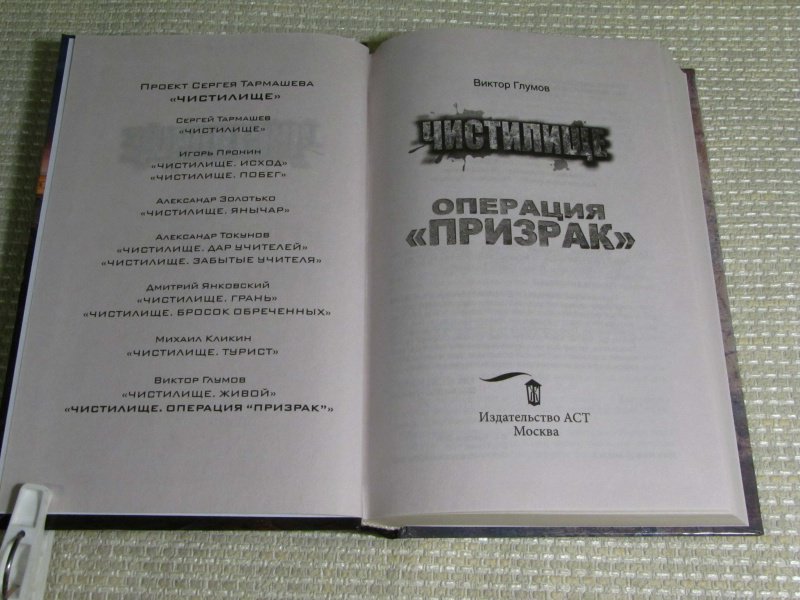 Проект Сергея Тармашева
«ЧИСТИЛИЩЕ»
Сергей Тармашев
«ЧИСТИЛИЩЕ»
Игорь Пронин
«ЧИСТИЛИЩЕ. ИСХОД»
«ЧИСТИЛИЩЕ. ПОБЕГ»
Александр Золотько
«ЧИСТИЛИЩЕ. ЯНЫЧАР»
Александр Токунов
«ЧИСТИЛИЩЕ. ДАР УЧИТЕЛЕЙ»
«ЧИСТИЛИЩЕ. ЗАБЫТЫЕ УЧИТЕЛЯ»
Дмитрий Янковский
«ЧИСТИЛИЩЕ. ГРАНЬ»
«ЧИСТИЛИЩЕ. БРОСОК ОБРЕЧЕННЫХ»
Михаил Кликин
«ЧИСТИЛИЩЕ. ТУРИСТ»
Виктор Глумов
«ЧИСТИЛИЩЕ. ЖИВОЙ»
«ЧИСТИЛИЩЕ. ОПЕРАЦИЯ "ПРИЗРАК"»
Виктор Глумов
ЧИСТИЛИЩЕ
ОПЕРАЦИЯ
«ПРИЗРАК»
Издательство АСТ
Москва